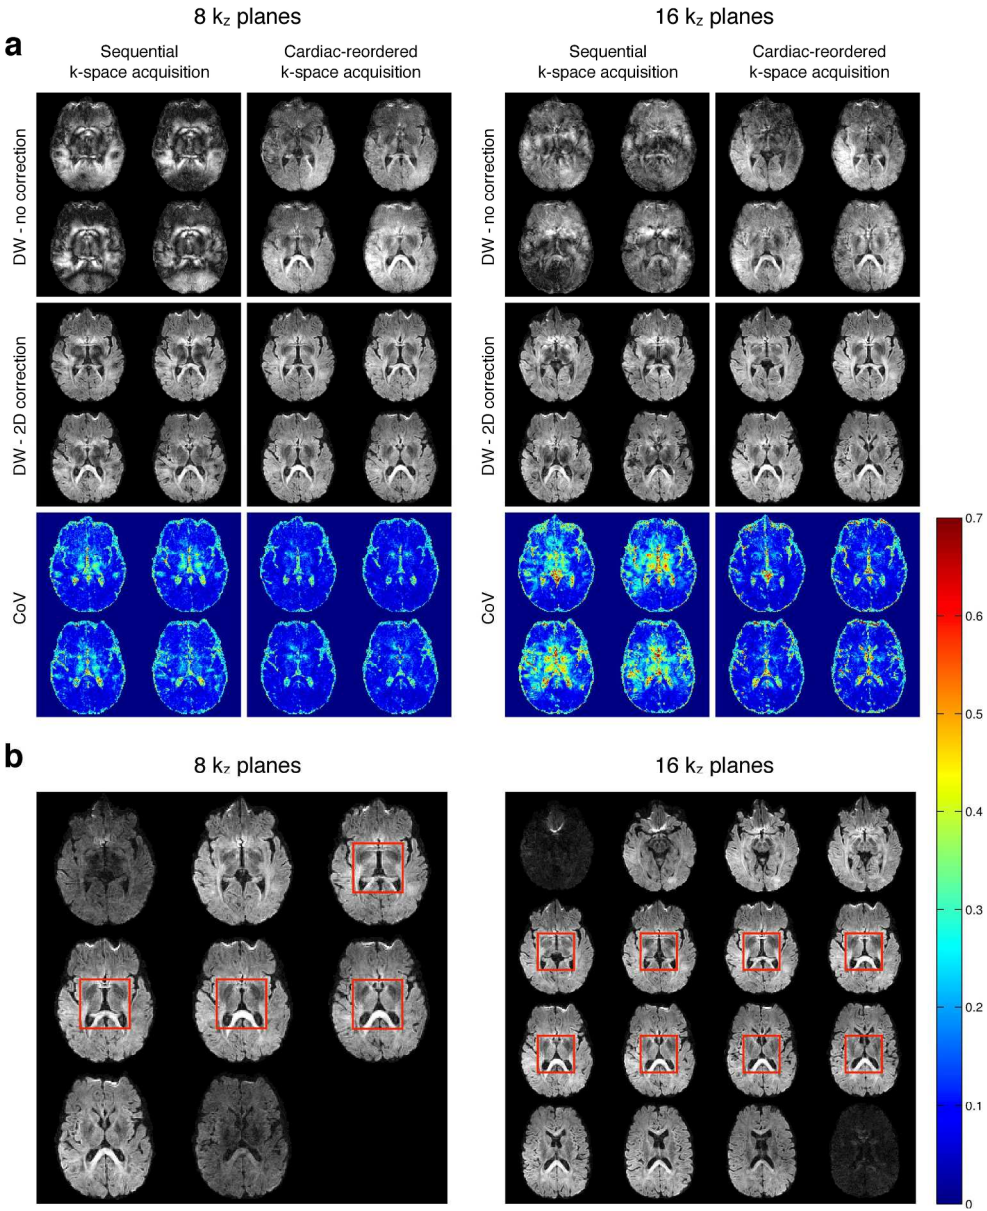 8 kz planes
16 kz planes
a
Sequential
k-space acquisition
Cardiac-reordered
k-space acquisition
Sequential
k-space acquisition
Cardiac-reordered
k-space acquisition
DW - no correction
DW - no correction
DW - 2D correction
DW - 2D correction
CoV
CoV
0.7
0.6
0.5
0.4
0.3
0.2
0.1
0
b
8 kz planes
16 kz planes